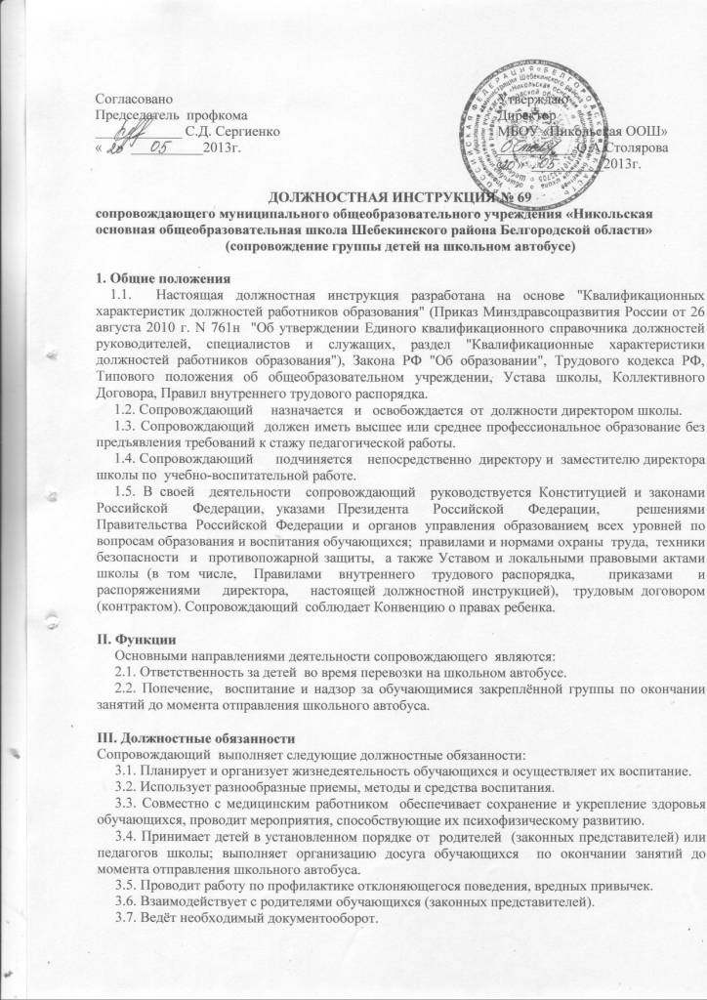 Согласовано
Председатель профкома
____________ С.Д. Сергиенко
« 20 » 05 2013г.
Утверждаю
Директор
МБОУ «Никольская ООШ»
О.А.Столярова
« 20 » 05 2013г.
ДОЛЖНОСТНАЯ ИНСТРУКЦИЯ № 69
сопровождающего муниципального общеобразовательного учреждения «Никольская
основная общеобразовательная школа Шебекинского района Белгородской области»
(сопровождение группы детей на школьном автобусе)
1. Общие положения
1.1. Настоящая должностная инструкция разработана на основе "Квалификационных
характеристик должностей работников образования" (Приказ Минздравсоцразвития России от 26
августа 2010 г. N 761н "Об утверждении Единого квалификационного справочника должностей
руководителей, специалистов и служащих, раздел "Квалификационные характеристики
должностей работников образования"), Закона РФ "Об образовании", Трудового кодекса РФ,
Типового положения об общеобразовательном учреждении, Устава школы, Коллективного
Договора, Правил внутреннего трудового распорядка.
1.2. Сопровождающий назначается и освобождается от должности директором школы.
1.3. Сопровождающий должен иметь высшее или среднее профессиональное образование без
предъявления требований к стажу педагогической работы.
1.4. Сопровождающий подчиняется непосредственно директору и заместителю директора
школы по учебно-воспитательной работе.
1.5. В своей деятельности сопровождающий руководствуется Конституцией и законами
Российской Федерации, указами Президента Российской Федерации, решениями
Правительства Российской Федерации и органов управления образованием всех уровней по
вопросам образования и воспитания обучающихся; правилами и нормами охраны труда, техники
безопасности и противопожарной защиты, а также Уставом и локальными правовыми актами
школы (в том числе, Правилами внутреннего трудового распорядка, приказами и
распоряжениями директора, настоящей должностной инструкцией), трудовым договором
(контрактом). Сопровождающий соблюдает Конвенцию о правах ребенка.
II. Функции
Основными направлениями деятельности сопровождающего являются:
2.1. Ответственность за детей во время перевозки на школьном автобусе.
2.2. Попечение, воспитание и надзор за обучающимися закреплённой группы по окончании
занятий до момента отправления школьного автобуса.
III. Должностные обязанности
Сопровождающий выполняет следующие должностные обязанности:
3.1. Планирует и организует жизнедеятельность обучающихся и осуществляет их воспитание.
3.2. Использует разнообразные приемы, методы и средства воспитания.
3.3. Совместно с медицинским работником обеспечивает сохранение и укрепление здоровья
обучающихся, проводит мероприятия, способствующие их психофизическому развитию.
3.4. Принимает детей в установленном порядке от родителей (законных представителей) или
педагогов школы; выполняет организацию досуга обучающихся по окончании занятий до
момента отправления школьного автобуса.
3.5. Проводит работу по профилактике отклоняющегося поведения, вредных привычек.
3.6. Взаимодействует с родителями обучающихся (законных представителей).
3.7. Ведёт необходимый документооборот.